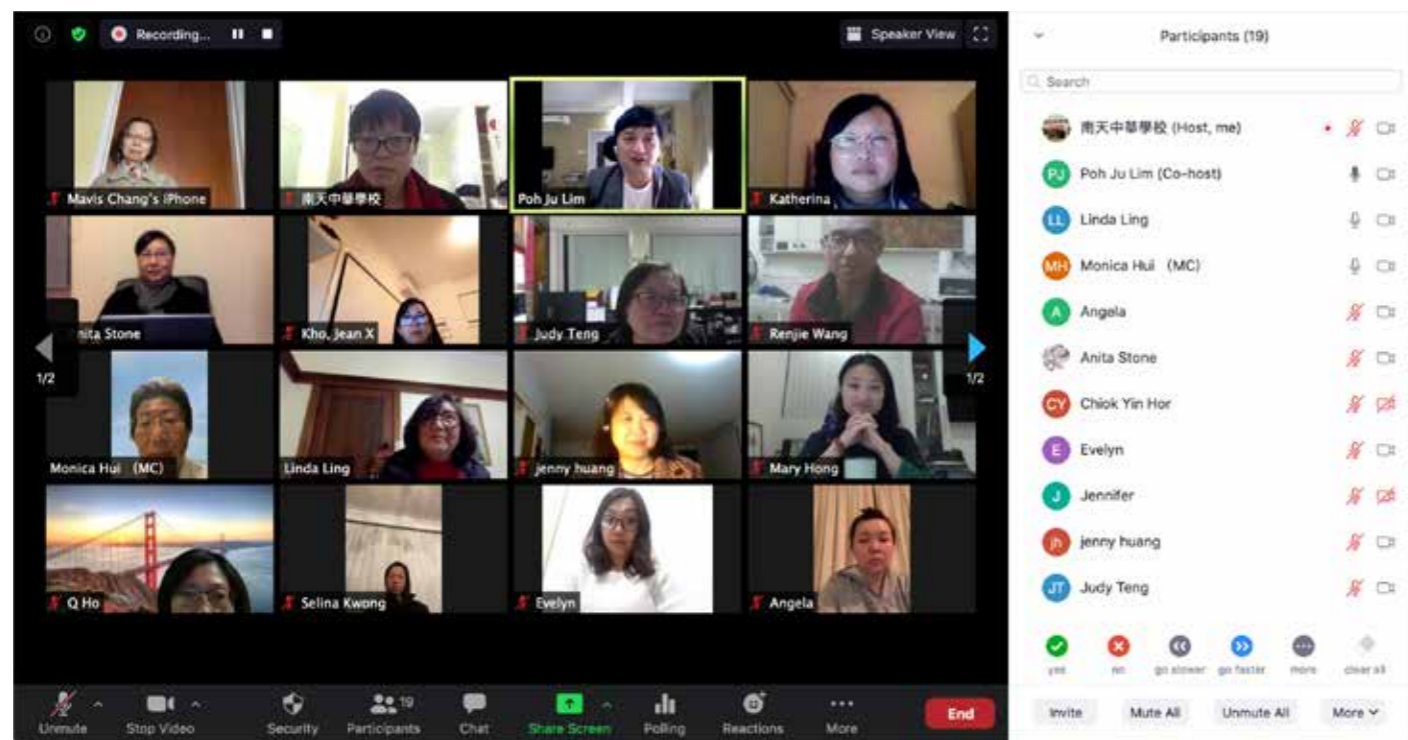 Recording...
Speaker View
Mavis Chang's iPhone
南天中華學校
Poh Ju Lim
Katherina
Anita Stone
Kho, Jean X
Judy Teng
Renjie Wang
1/2
1/2
Monica Hui （MC）
Linda Ling
jenny huang
Mary Hong
Q Ho
Selina Kwong
Evelyn
Angela
Unmute
Stop Video
Security
19
Participants
Chat
Share Screen
Polling
Reactions
More
End
Participants (19)
Search
南天中華學校 (Host, me)
PJ Poh Ju Lim (Co-host)
LL Linda Ling
MH Monica Hui （MC）
A Angela
Anita Stone
CY Chiok Yin Hor
E Evelyn
J Jennifer
jh jenny huang
JT Judy Teng
yes
no
go slower
go faster
more
clear all
Invite
Mute All
Unmute All
More